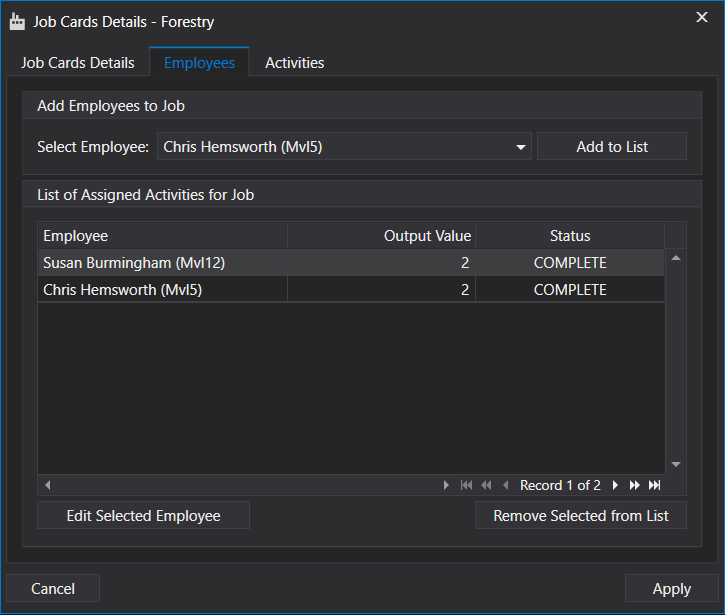 Job Cards Details - Forestry
Job Cards Details Employees Activities
Add Employees to Job
Select Employee: Chris Hemsworth (Mvl5) Add to List
List of Assigned Activities for Job
Employee Output Value Status
Susan Burmingham (Mvl12) 2 COMPLETE
Chris Hemsworth (Mvl5) 2 COMPLETE
Record 1 of 2
Edit Selected Employee Remove Selected from List
Cancel Apply